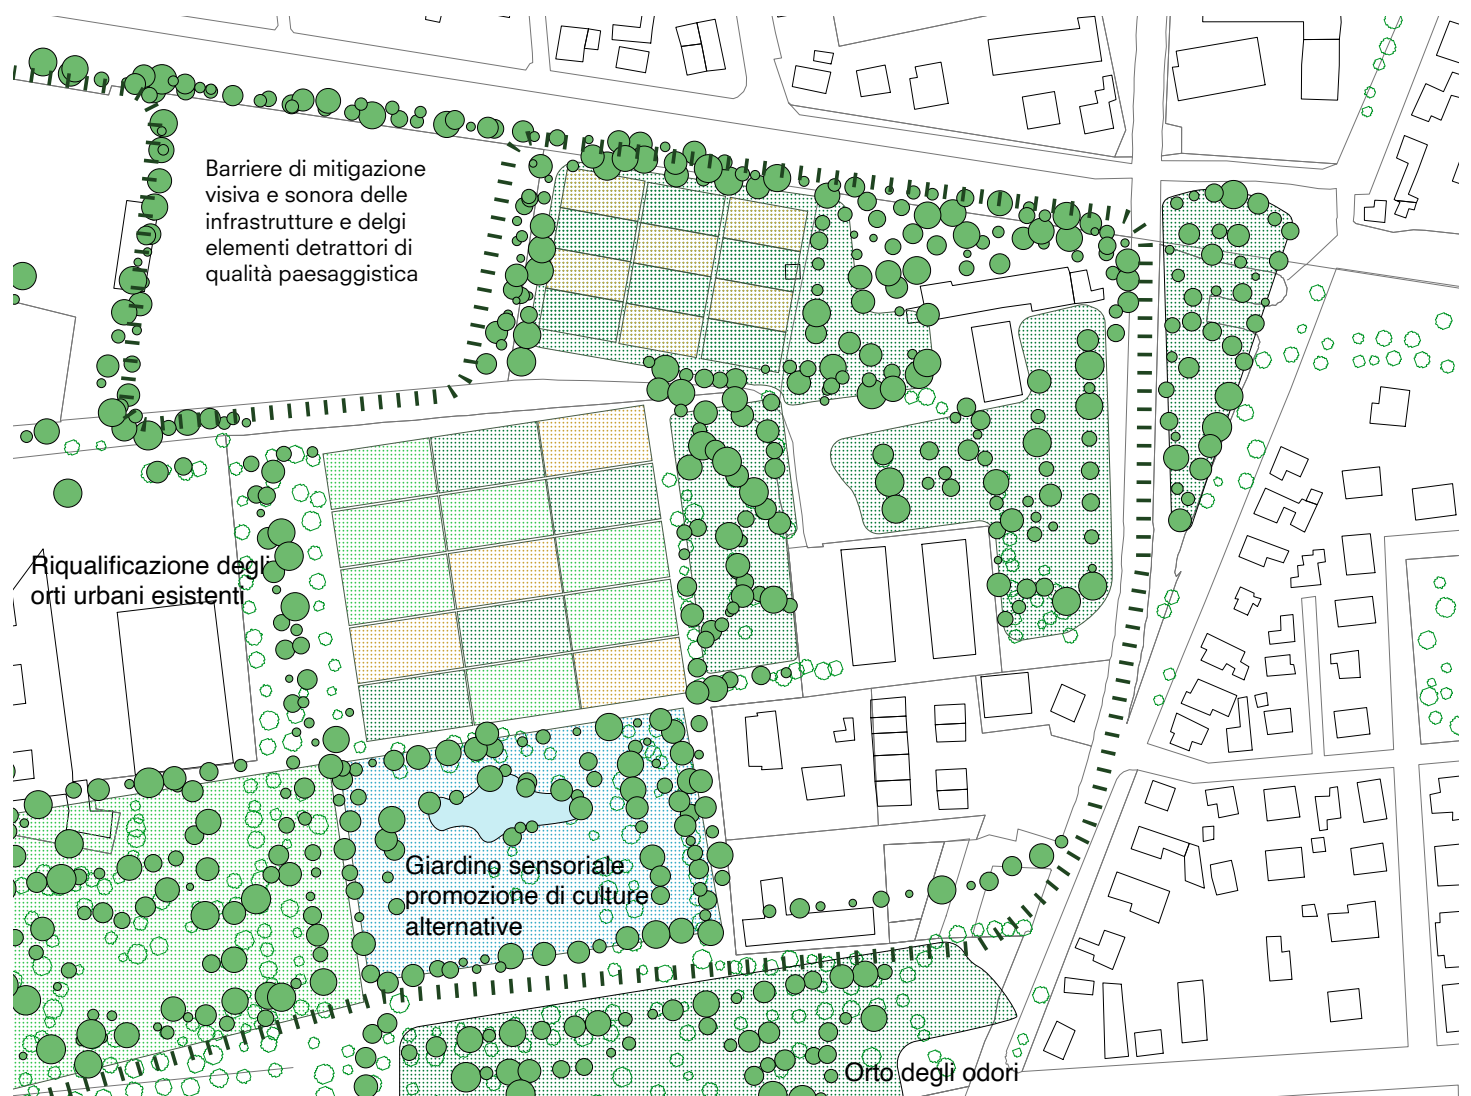 Barriere di mitigazione
visiva e sonora delle
infrastrutture e delgi
elementi detrattori di
qualità paesaggistica
Riqualificazione degli
orti urbani esistenti
Giardino sensoriale
promozione di culture
alternative
Orto degli odori